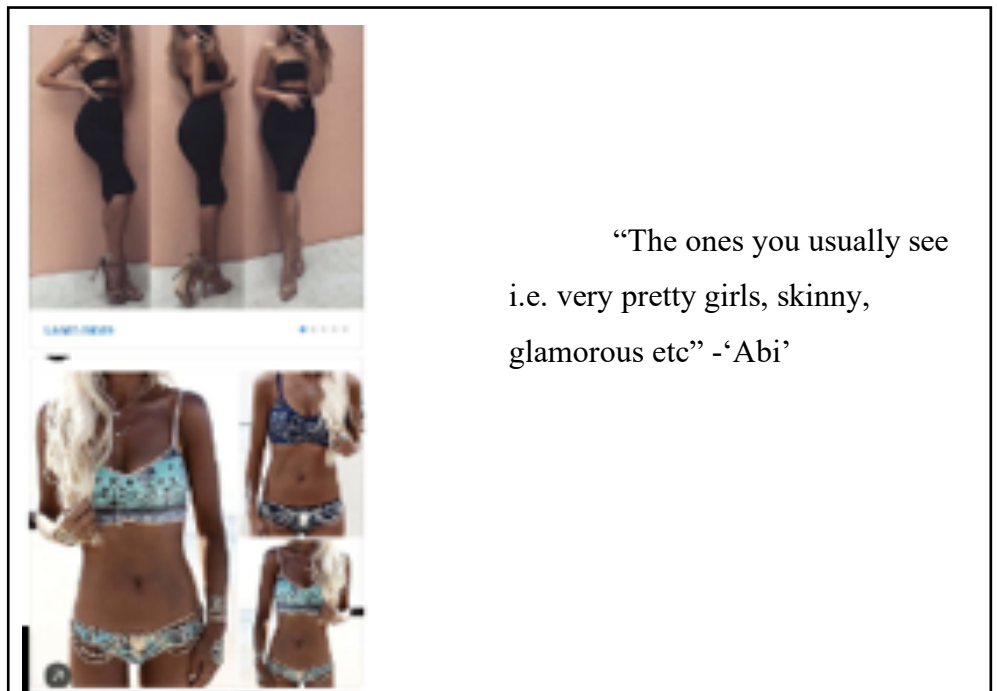 “The ones you usually see
i.e. very pretty girls, skinny,
glamorous etc” -‘Abi’